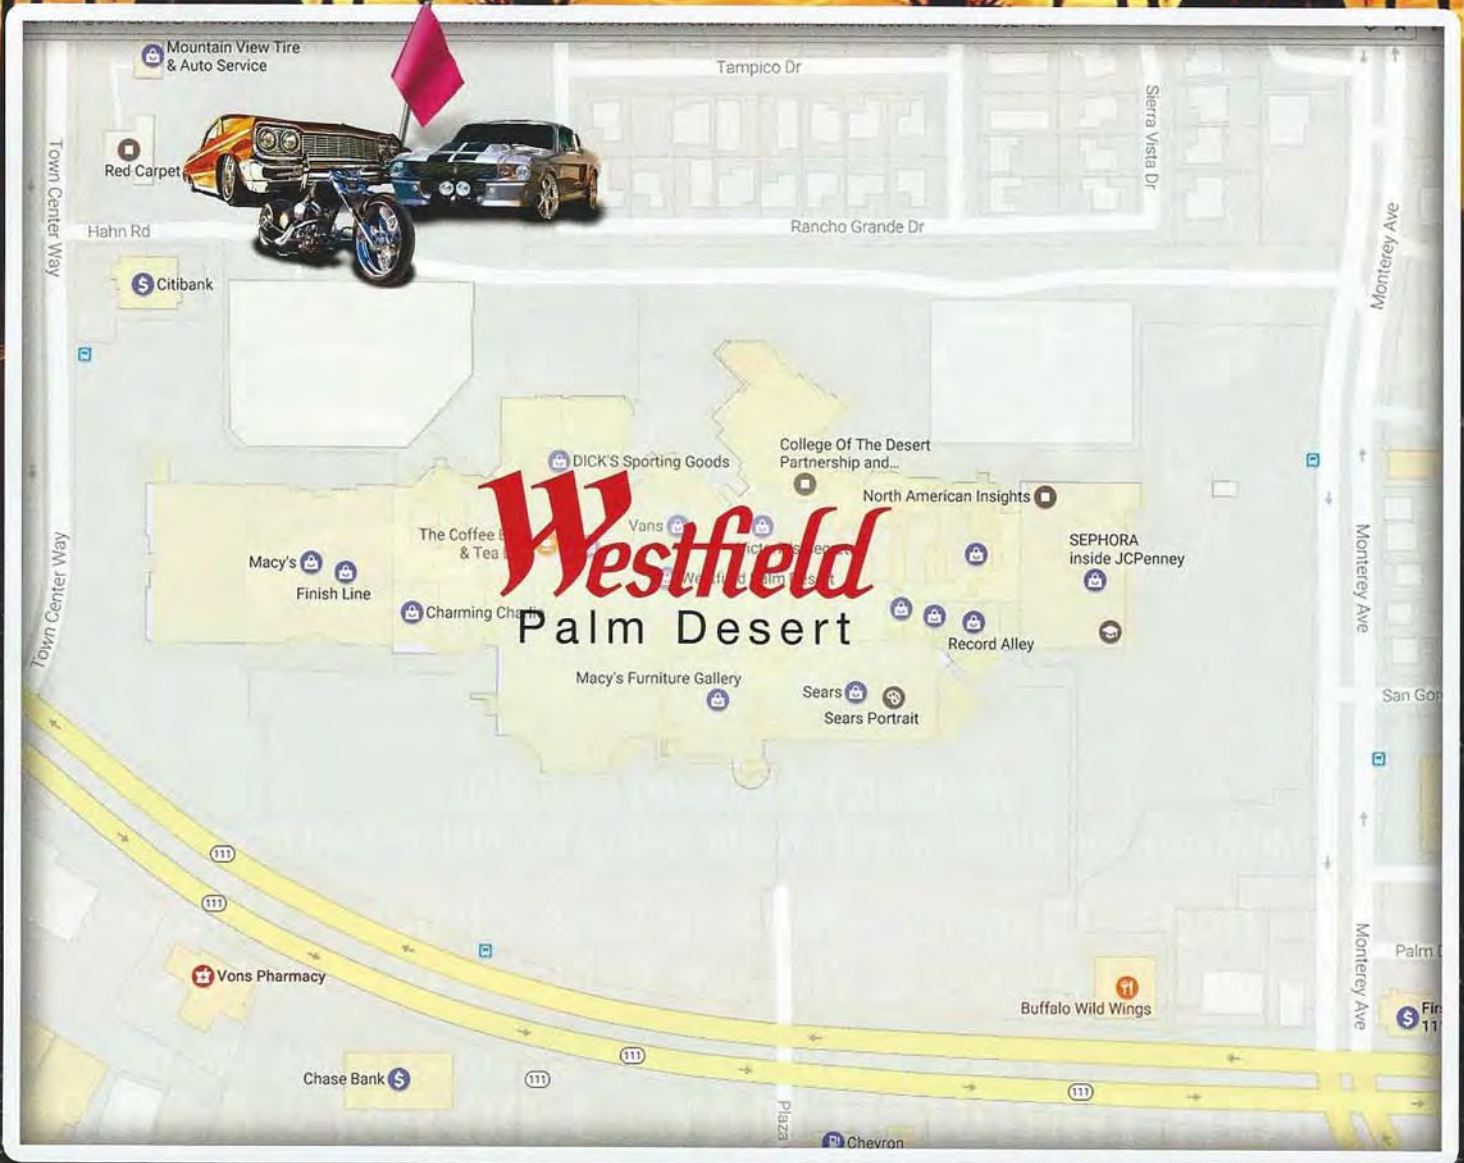 Mountain View Tire
& Auto Service
Tampico Dr
Sierra Vista Dr
Town Center Way
Red Carpet
Monterey Ave
Hahn Rd
Rancho Grande Dr
Citibank
College Of The Desert
Partnership and...
DICK'S Sporting Goods
North American Insights
Vans
The Coffee
& Tea
Westfield
Palm Desert
SEPHORA
inside JCPenney
Macy's
Finish Line
Charming
Town Center Way
Monterey Ave
Record Alley
Macy's Furniture Gallery
Sears
Sears Portrait
San
111
111
Vons Pharmacy
Monterey Ave
Palm
Buffalo Wild Wings
111
111
111
Chase Bank
Plaza
Chevron